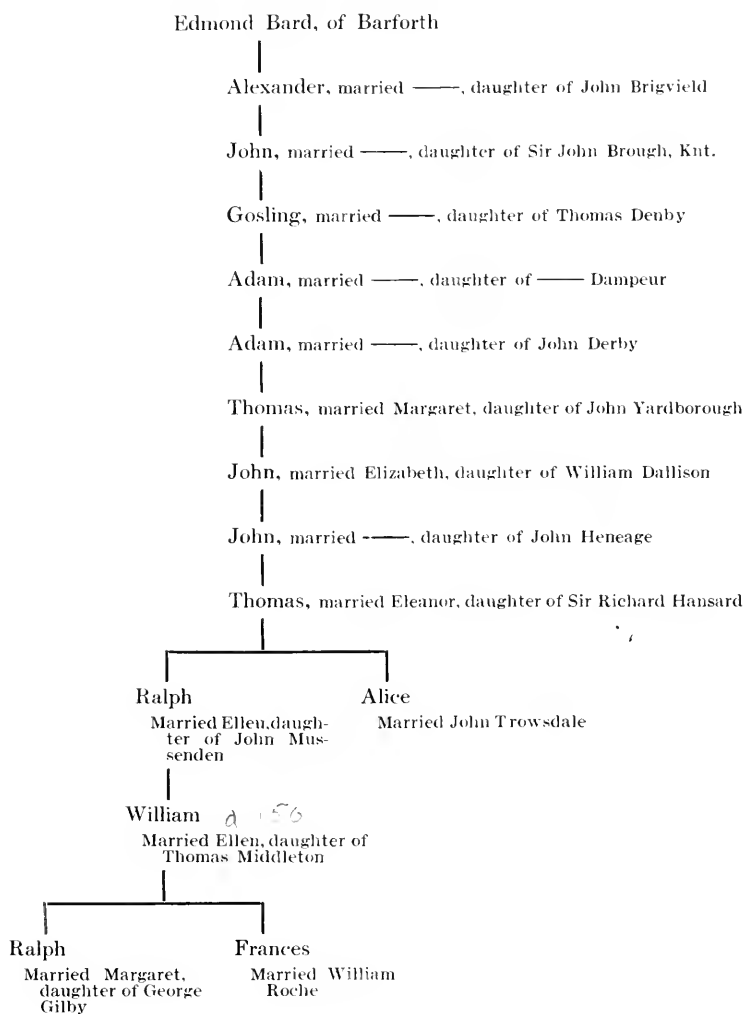 Edmond Bard, of Barforth
Alexander, married ——, daughter of John Brigvield
John, married ——, daughter of Sir John Brough, Knt.
Gosling, married ——, daughter of Thomas Denby
Adam, married ——, daughter of —— Dampeur
Adam, married ——, daughter of John Derby
Thomas, married Margaret, daughter of John Yardborough
John, married Elizabeth, daughter of William Dallison
John, married ——, daughter of John Heneage
Thomas, married Eleanor, daughter of Sir Richard Hansard
Ralph
Married Ellen, daugh-
ter of John Mus-
senden
Alice
Married John Trowsdale
William d
Married Ellen, daughter of
Thomas Middleton
Ralph
Married Margaret,
daughter of George
Gilby
Frances
Married William
Roche